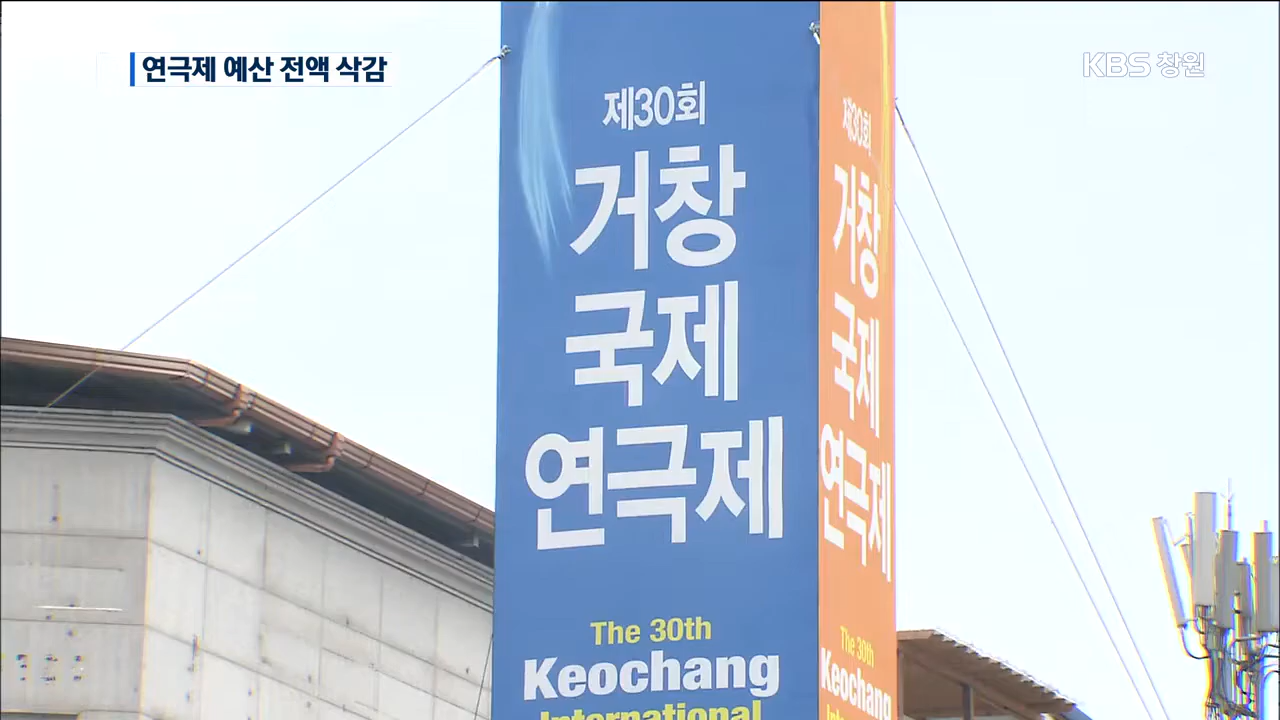 연극제 예산 전액 삭감
KBS 창원
제30회
거창
국제
연극제
The 30th
Keochang
International
제30회
거창
국제
연극제
The 30th
Keochang